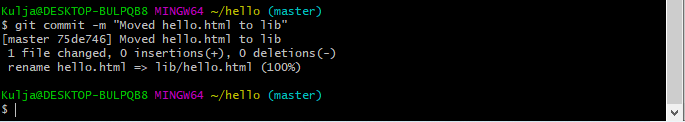 Kulja@DESKTOP-BULPQB8 MINGW64 ~/hello (master)
$ git commit -m "Moved hello.html to lib"
[master 75de746] Moved hello.html to lib
 1 file changed, 0 insertions(+), 0 deletions(-)
 rename hello.html => lib/hello.html (100%)
Kulja@DESKTOP-BULPQB8 MINGW64 ~/hello (master)
$